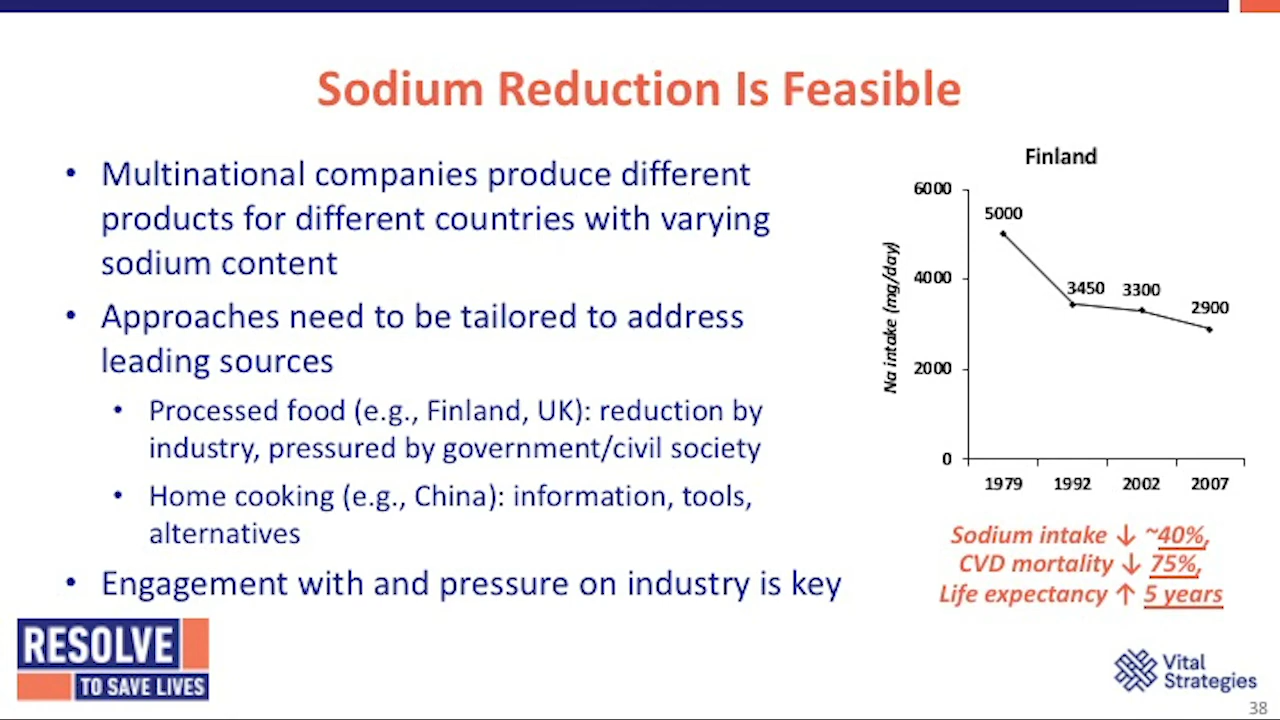 Sodium Reduction Is Feasible
• Multinational companies produce different
products for different countries with varying
sodium content
• Approaches need to be tailored to address
leading sources
• Processed food (e.g., Finland, UK): reduction by
industry, pressured by government/civil society
• Home cooking (e.g., China): information, tools,
alternatives
• Engagement with and pressure on industry is key
Finland
Na intake (mg/day)
6000
4000
2000
0
5000
3450
3300
2900
1979 1992 2002 2007
Sodium intake ↓ ~40%,
CVD mortality ↓ 75%,
Life expectancy ↑ 5 years
RESOLVE
TO SAVE LIVES
Vital
Strategies
38